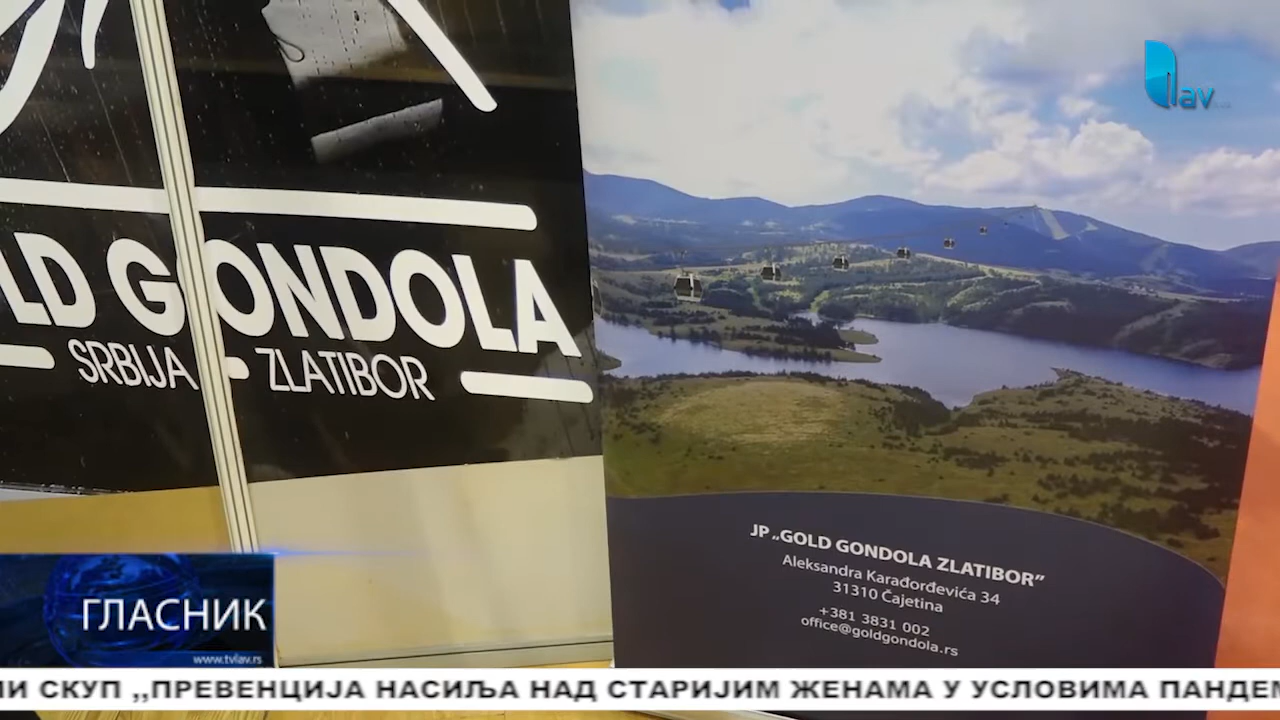 lav
LD GONDOLA
SRBIJA - ZLATIBOR
JP „GOLD GONDOLA ZLATIBOR”
Aleksandra Karađorđevića 34
31310 Čajetina
+381 3831 002
office@goldgondola.rs
ГЛАСНИК
www.tvlav.rs
СКУП ,,ПРЕВЕНЦИЈА НАСИЉА НАД СТАРИЈИМ ЖЕНАМА У УСЛОВИМА ПАНДЕМ